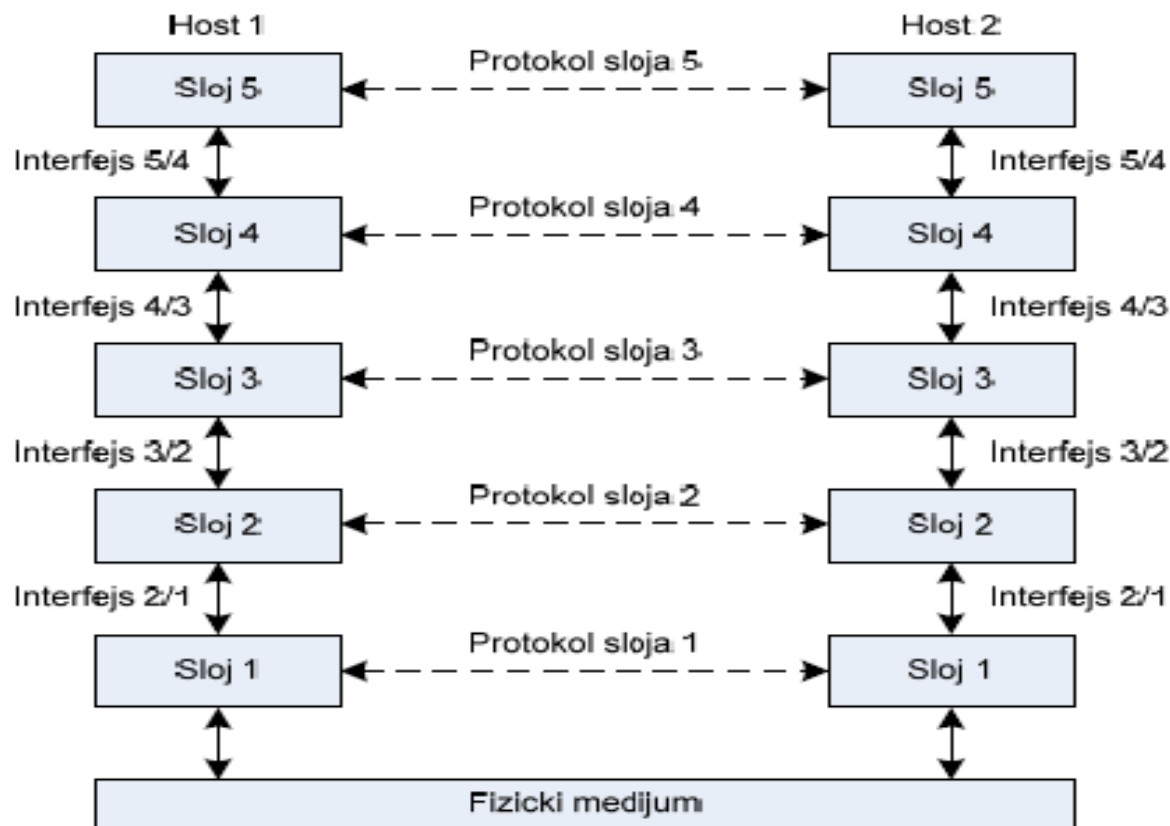 Host 1 Host 2
Sloj 5 Protokol sloja 5 Sloj 5
Interfejs 5/4 Interfejs 5/4
Sloj 4 Protokol sloja 4 Sloj 4
Interfejs 4/3 Interfejs 4/3
Sloj 3 Protokol sloja 3 Sloj 3
Interfejs 3/2 Interfejs 3/2
Sloj 2 Protokol sloja 2 Sloj 2
Interfejs 2/1 Interfejs 2/1
Sloj 1 Protokol sloja 1 Sloj 1
Fizicki medijum